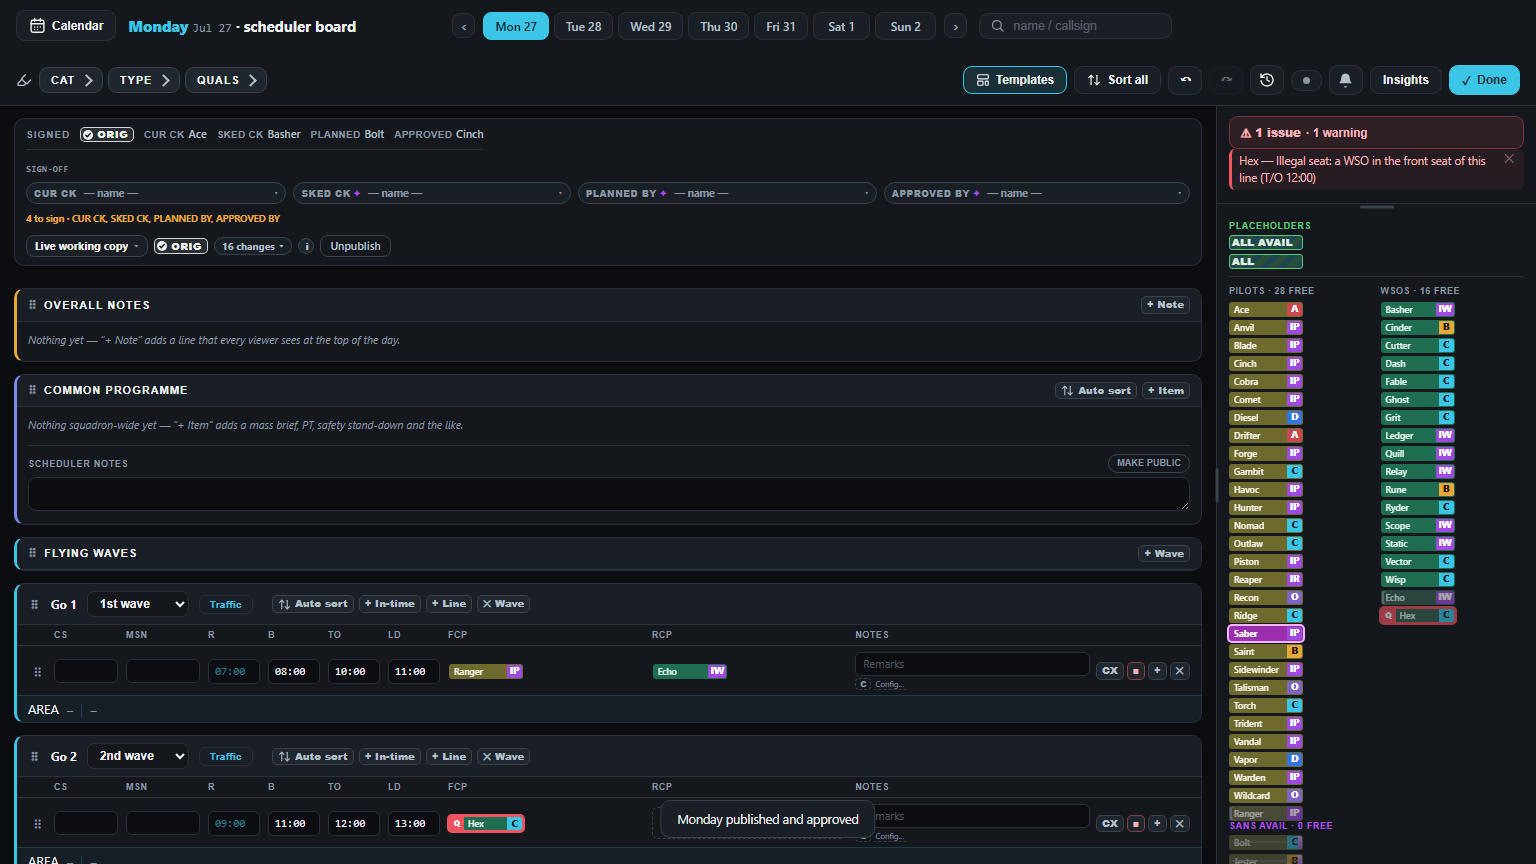 Calendar Monday Jul 27 · scheduler board ‹ Mon 27 Tue 28 Wed 29 Thu 30 Fri 31 Sat 1 Sun 2 › name / callsign
CAT TYPE QUALS Templates Sort all Insights ✓ Done
SIGNED ORIG CUR CK Ace SKED CK Basher PLANNED Bolt APPROVED Cinch
SIGN-OFF
CUR CK — name — SKED CK — name — PLANNED BY — name — APPROVED BY — name —
4 to sign · CUR CK, SKED CK, PLANNED BY, APPROVED BY
Live working copy ORIG 16 changes i Unpublish
OVERALL NOTES + Note
Nothing yet — "+ Note" adds a line that every viewer sees at the top of the day.
COMMON PROGRAMME Auto sort + Item
Nothing squadron-wide yet — "+ Item" adds a mass brief, PT, safety stand-down and the like.
SCHEDULER NOTES MAKE PUBLIC
FLYING WAVES + Wave
Go 1 1st wave Traffic Auto sort + In-time + Line × Wave
CS MSN R B TO LD FCP RCP NOTES
07:00 08:00 10:00 11:00 Ranger IP Echo IW Remarks CX + ×
C Config...
AREA – –
Go 2 2nd wave Traffic Auto sort + In-time + Line × Wave
CS MSN R B TO LD FCP RCP NOTES
09:00 11:00 12:00 13:00 Q Hex C marks CX + ×
Config...
Monday published and approved
AREA
⚠ 1 issue · 1 warning
Hex — Illegal seat: a WSO in the front seat of this
line (T/O 12:00)
PLACEHOLDERS
ALL AVAIL
ALL
PILOTS · 28 FREE
Ace A
Anvil IP
Blade IP
Cinch IP
Cobra IP
Comet IP
Diesel D
Drifter A
Forge IP
Gambit C
Havoc IP
Hunter IP
Nomad C
Outlaw C
Piston IP
Reaper IR
Recon O
Ridge C
Saber IP
Saint B
Sidewinder IP
Talisman O
Torch C
Trident IP
Vandal IP
Vapor D
Warden IP
Wildcard O
Ranger IP
WSOS · 16 FREE
Basher IW
Cinder B
Cutter C
Dash C
Fable C
Ghost C
Grit C
Ledger IW
Quill IW
Relay IW
Rune B
Ryder C
Scope IW
Static IW
Vector C
Wisp C
Echo IW
Q Hex C
SANS AVAIL · 0 FREE
Bolt C
Jester B